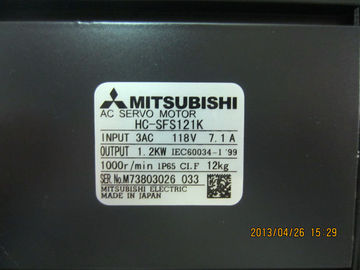 MITSUBISHI
AC SERVO MOTOR
HC-SFS121K
INPUT 3AC 118V 7.1A
OUTPUT 1.2KW IEC60034-1 '99
1000r/min IP65 CI.F 12kg
SER.No.M73803026 033
MITSUBISHI ELECTRIC
MADE IN JAPAN
2013/04/26 15:29